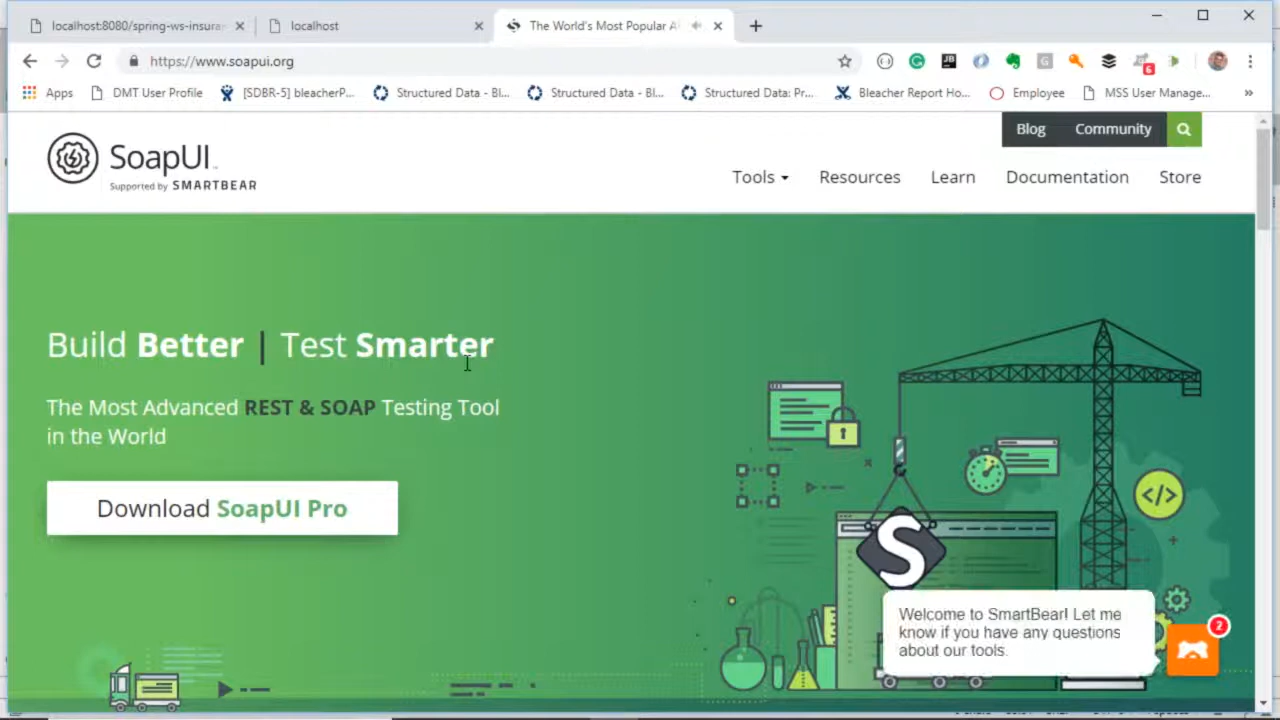 localhost:8080/spring-ws-insura
localhost
The World's Most Popular A
https://www.soapui.org
6
Apps
DMT User Profile
[SDBR-5] bleacherP...
Structured Data - Bl...
Structured Data - Bl...
Structured Data: Pr...
Bleacher Report Ho...
Employee
MSS User Manage...
»
Blog
Community
SoapUI
Supported by SMARTBEAR
Tools
Resources
Learn
Documentation
Store
Build Better | Test Smarter
The Most Advanced REST & SOAP Testing Tool
in the World
Download SoapUI Pro
</>
S
Welcome to SmartBear! Let me
know if you have any questions
about our tools.
2